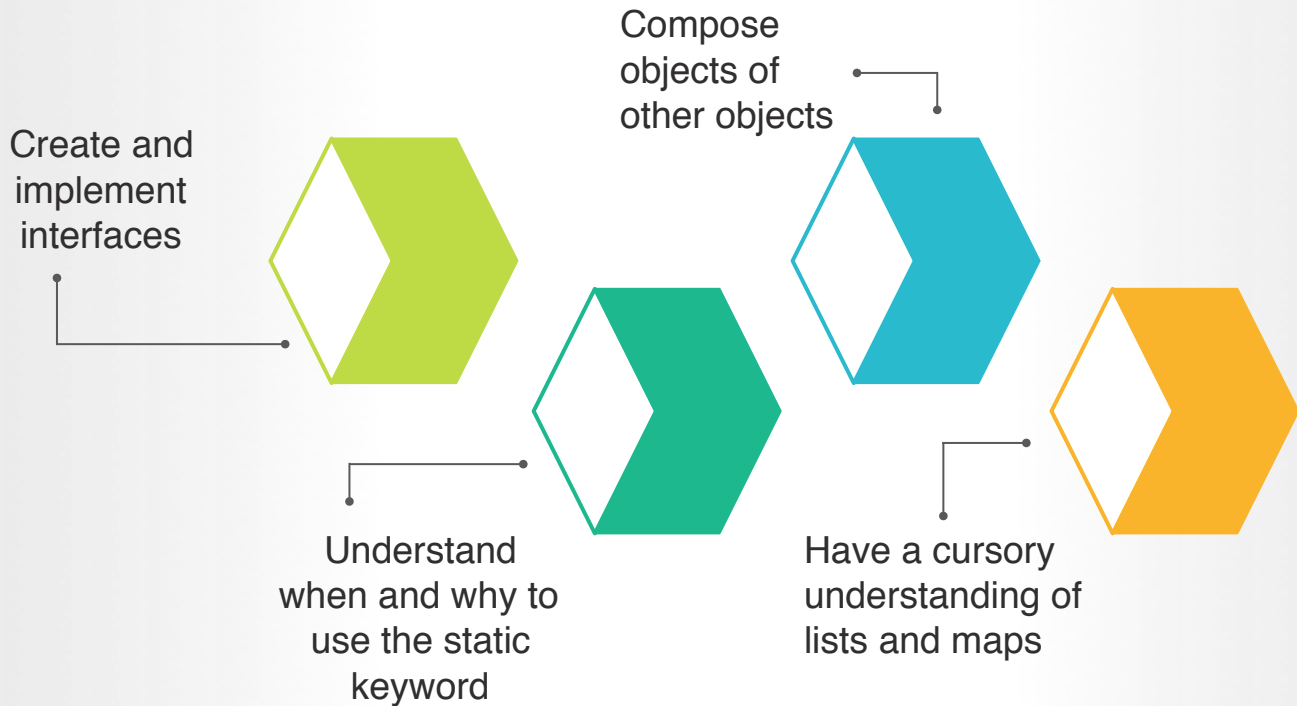 Create and
implement
interfaces
Understand
when and why to
use the static
keyword
Compose
objects of
other objects
Have a cursory
understanding of
lists and maps